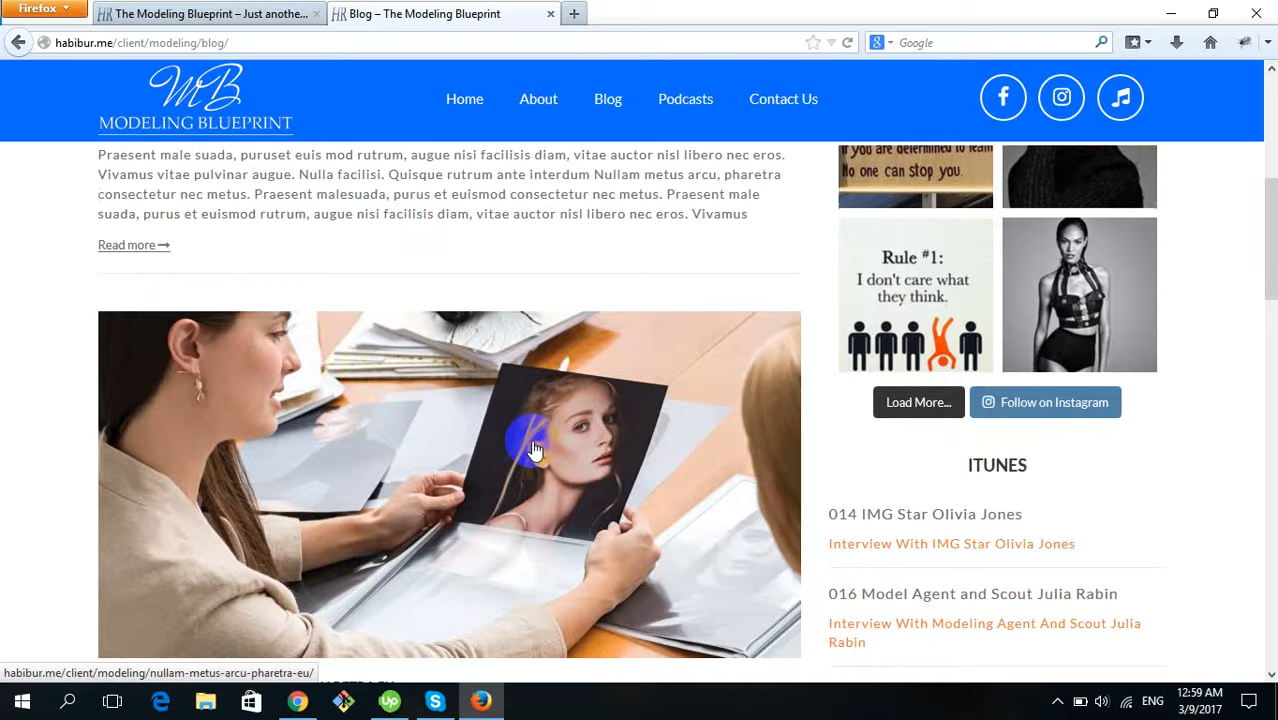 Firefox
The Modeling Blueprint – Just anothe...
Blog – The Modeling Blueprint
habibur.me/client/modeling/blog/
Google
MB
MODELING BLUEPRINT
Home
About
Blog
Podcasts
Contact Us
Praesent male suada, puruset euis mod rutrum, augue nisi facilisis diam, vitae auctor nisl libero nec eros.
Vivamus vitae pulvinar augue. Nulla facilisi. Quisque rutrum ante interdum Nullam metus arcu, pharetra
consectetur nec metus. Praesent malesuada, purus et euismod consectetur nec metus. Praesent male
suada, purus et euismod rutrum, augue nisi facilisis diam, vitae auctor nisl libero nec eros. Vivamus
Read more
If you are determined to learn
No one can stop you.
Rule #1:
I don't care what
they think.
Load More...
Follow on Instagram
ITUNES
014 IMG Star Olivia Jones
Interview With IMG Star Olivia Jones
016 Model Agent and Scout Julia Rabin
Interview With Modeling Agent And Scout Julia
Rabin
habibur.me/client/modeling/nullam-metus-arcu-pharetra-eu/
Up
ENG
12:59 AM
3/9/2017